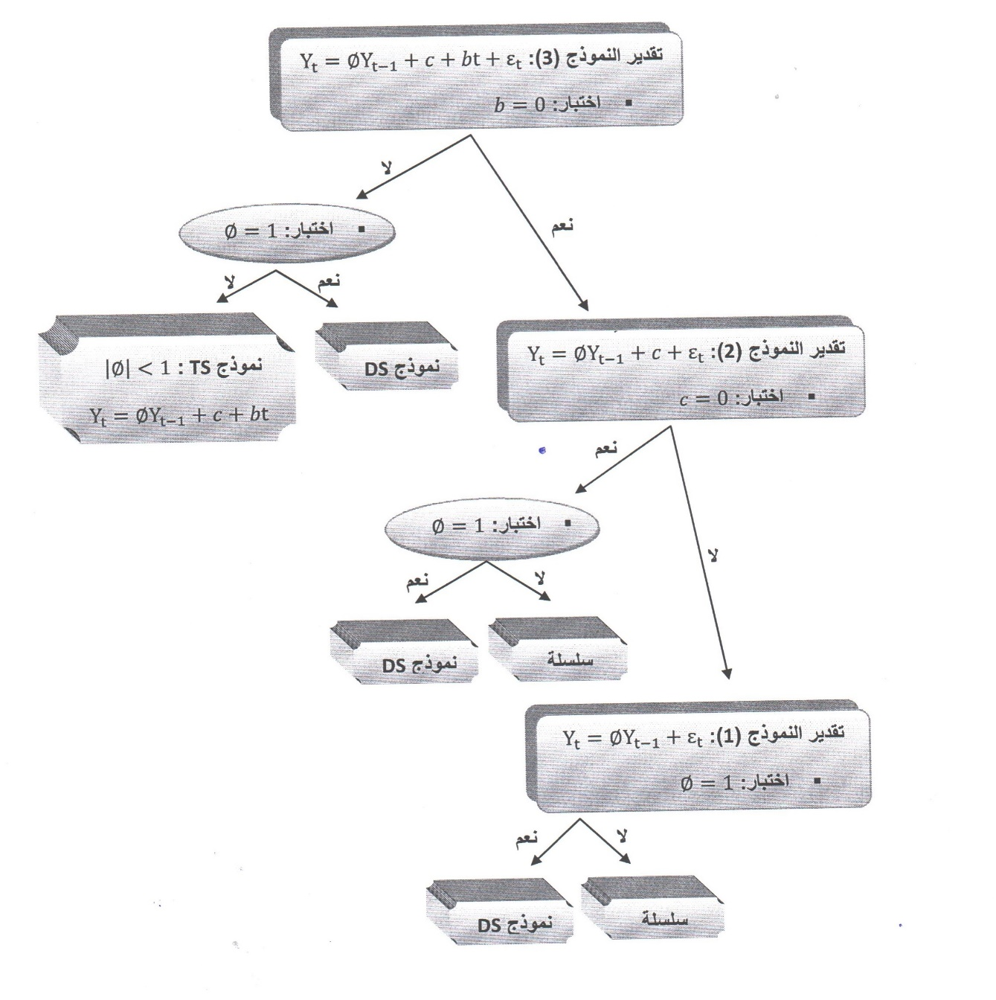 تقدير النموذج (3): Yₜ = ØYₜ₋₁ + c + bt + εₜ
▪ اختبار: b = 0
لا
نعم
▪ اختبار: Ø = 1
لا
نعم
نموذج TS : |Ø| < 1
Yₜ = ØYₜ₋₁ + c + bt
نموذج DS
تقدير النموذج (2): Yₜ = ØYₜ₋₁ + c + εₜ
▪ اختبار: c = 0
نعم
لا
▪ اختبار: Ø = 1
نعم
لا
نموذج DS
سلسلة
تقدير النموذج (1): Yₜ = ØYₜ₋₁ + εₜ
▪ اختبار: Ø = 1
نعم
لا
نموذج DS
سلسلة